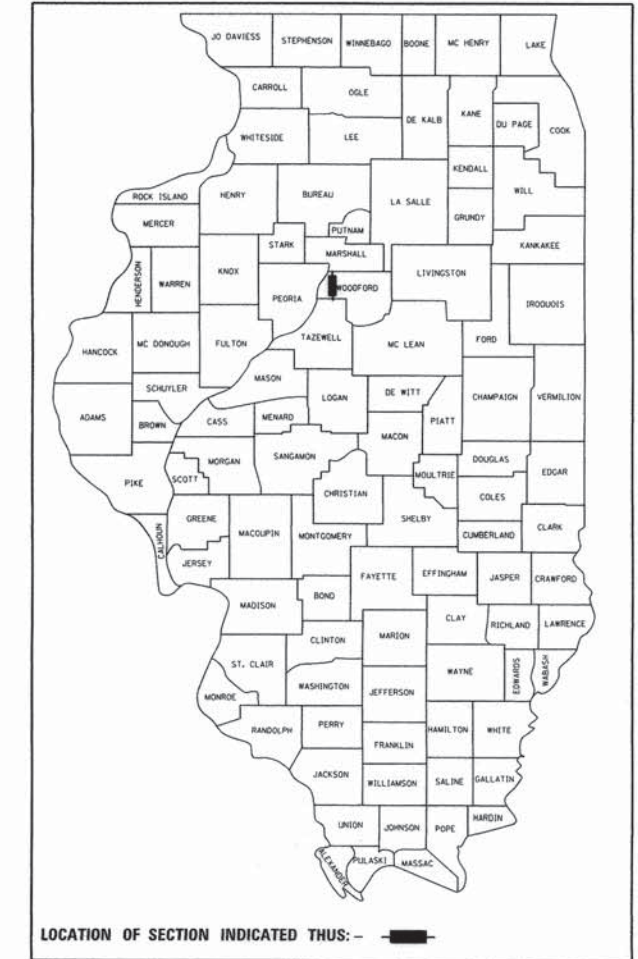 JO DAVIESS STEPHENSON WINNEBAGO BOONE MC HENRY LAKE
CARROLL OGLE DE KALB KANE DU PAGE COOK
WHITESIDE LEE
KENDALL WILL
ROCK ISLAND HENRY BUREAU LA SALLE GRUNDY
MERCER PUTNAM
STARK MARSHALL KANKAKEE
HENDERSON WARREN KNOX PEORIA WOODFORD LIVINGSTON IROQUOIS
HANCOCK MC DONOUGH FULTON TAZEWELL MC LEAN FORD
SCHUYLER MASON LOGAN DE WITT CHAMPAIGN VERMILION
ADAMS BROWN CASS MENARD PIATT
MACON
PIKE SCOTT MORGAN SANGAMON MOULTRIE DOUGLAS EDGAR
CHRISTIAN COLES
CALHOUN GREENE MACOUPIN MONTGOMERY SHELBY CUMBERLAND CLARK
JERSEY FAYETTE EFFINGHAM JASPER CRAWFORD
MADISON BOND
CLAY RICHLAND LAWRENCE
CLINTON MARION
ST. CLAIR WAYNE EDWARDS WABASH
MONROE WASHINGTON JEFFERSON
RANDOLPH PERRY HAMILTON WHITE
FRANKLIN
JACKSON WILLIAMSON SALINE GALLATIN
UNION JOHNSON POPE HARDIN
ALEXANDER PULASKI MASSAC
LOCATION OF SECTION INDICATED THUS: -